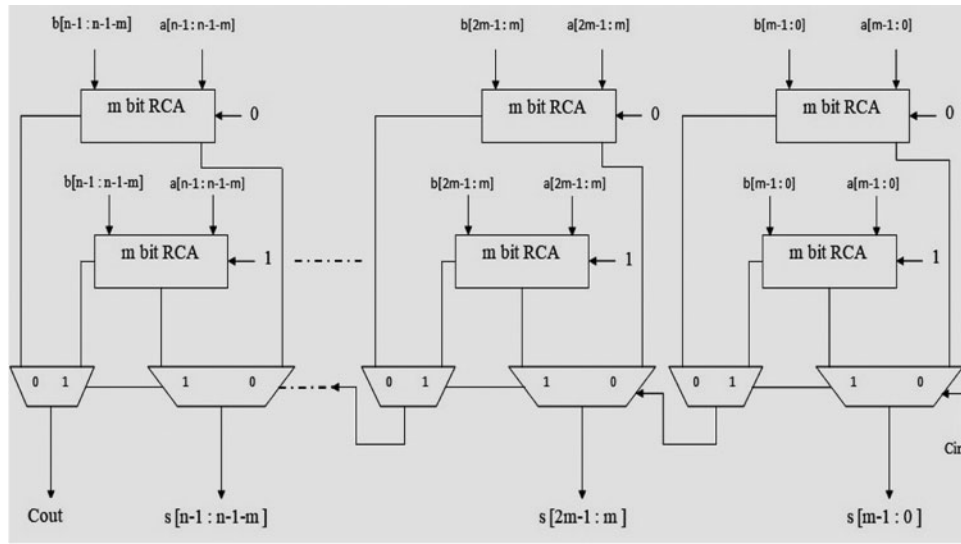 b[n-1 : n-1-m] a[n-1 : n-1-m] b[2m-1 : m] a[2m-1 : m] b[m-1 : 0] a[m-1 : 0]
m bit RCA 0 m bit RCA 0 m bit RCA 0
b[n-1 : n-1-m] a[n-1 : n-1-m] b[2m-1 : m] a[2m-1 : m] b[m-1 : 0] a[m-1 : 0]
m bit RCA 1 m bit RCA 1 m bit RCA 1
0 1 1 0 0 1 1 0 0 1 1 0
Cin
Cout s [n-1 : n-1-m ] s [2m-1 : m ] s [m-1 : 0 ]